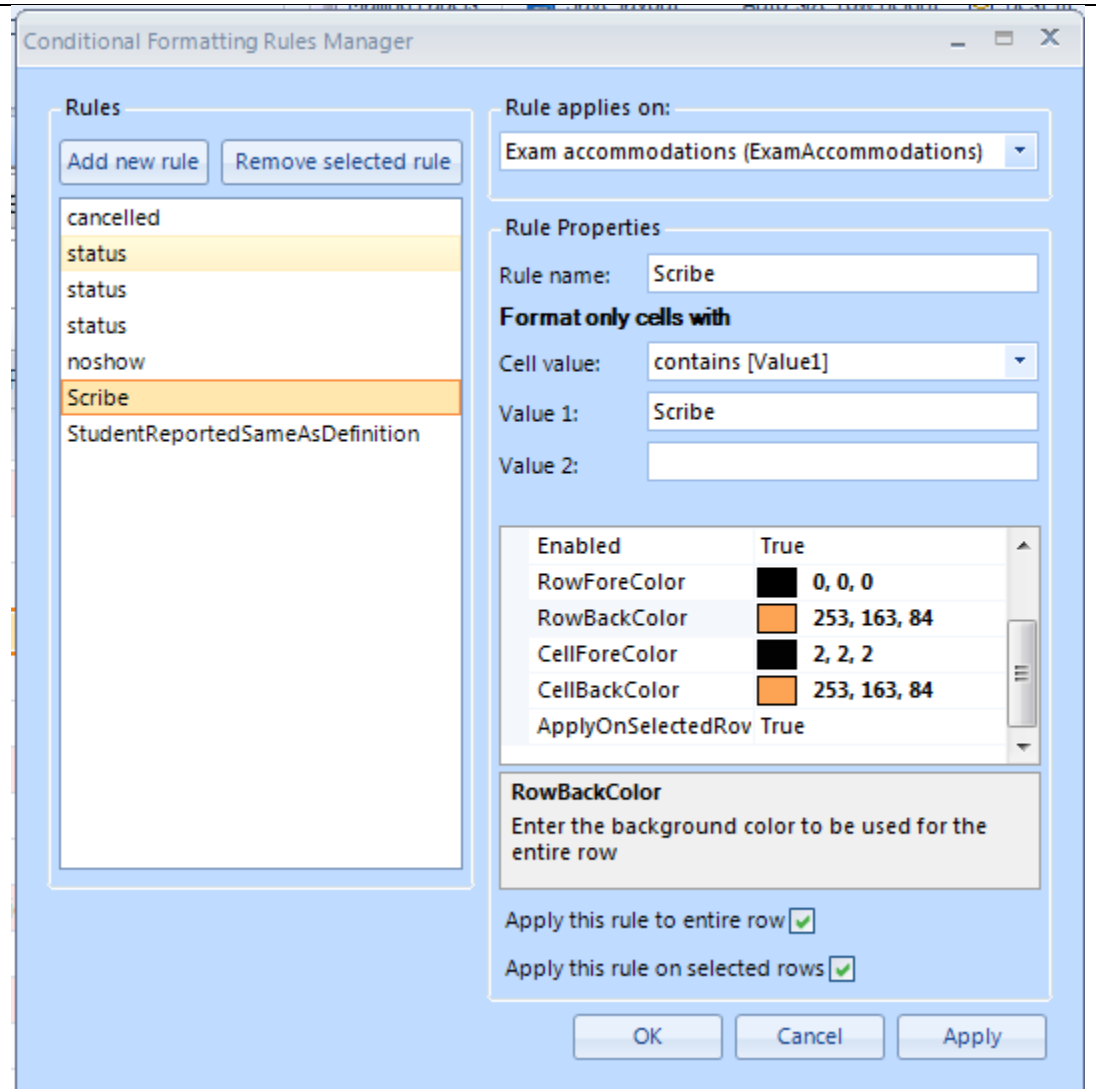 Conditional Formatting Rules Manager
Rules
Add new rule
Remove selected rule
cancelled
status
status
status
noshow
Scribe
StudentReportedSameAsDefinition
Rule applies on:
Exam accommodations (ExamAccommodations)
Rule Properties
Rule name: Scribe
Format only cells with
Cell value: contains [Value1]
Value 1: Scribe
Value 2:
Enabled True
RowForeColor 0, 0, 0
RowBackColor 253, 163, 84
CellForeColor 2, 2, 2
CellBackColor 253, 163, 84
ApplyOnSelectedRov True
RowBackColor
Enter the background color to be used for the
entire row
Apply this rule to entire row
Apply this rule on selected rows
OK
Cancel
Apply